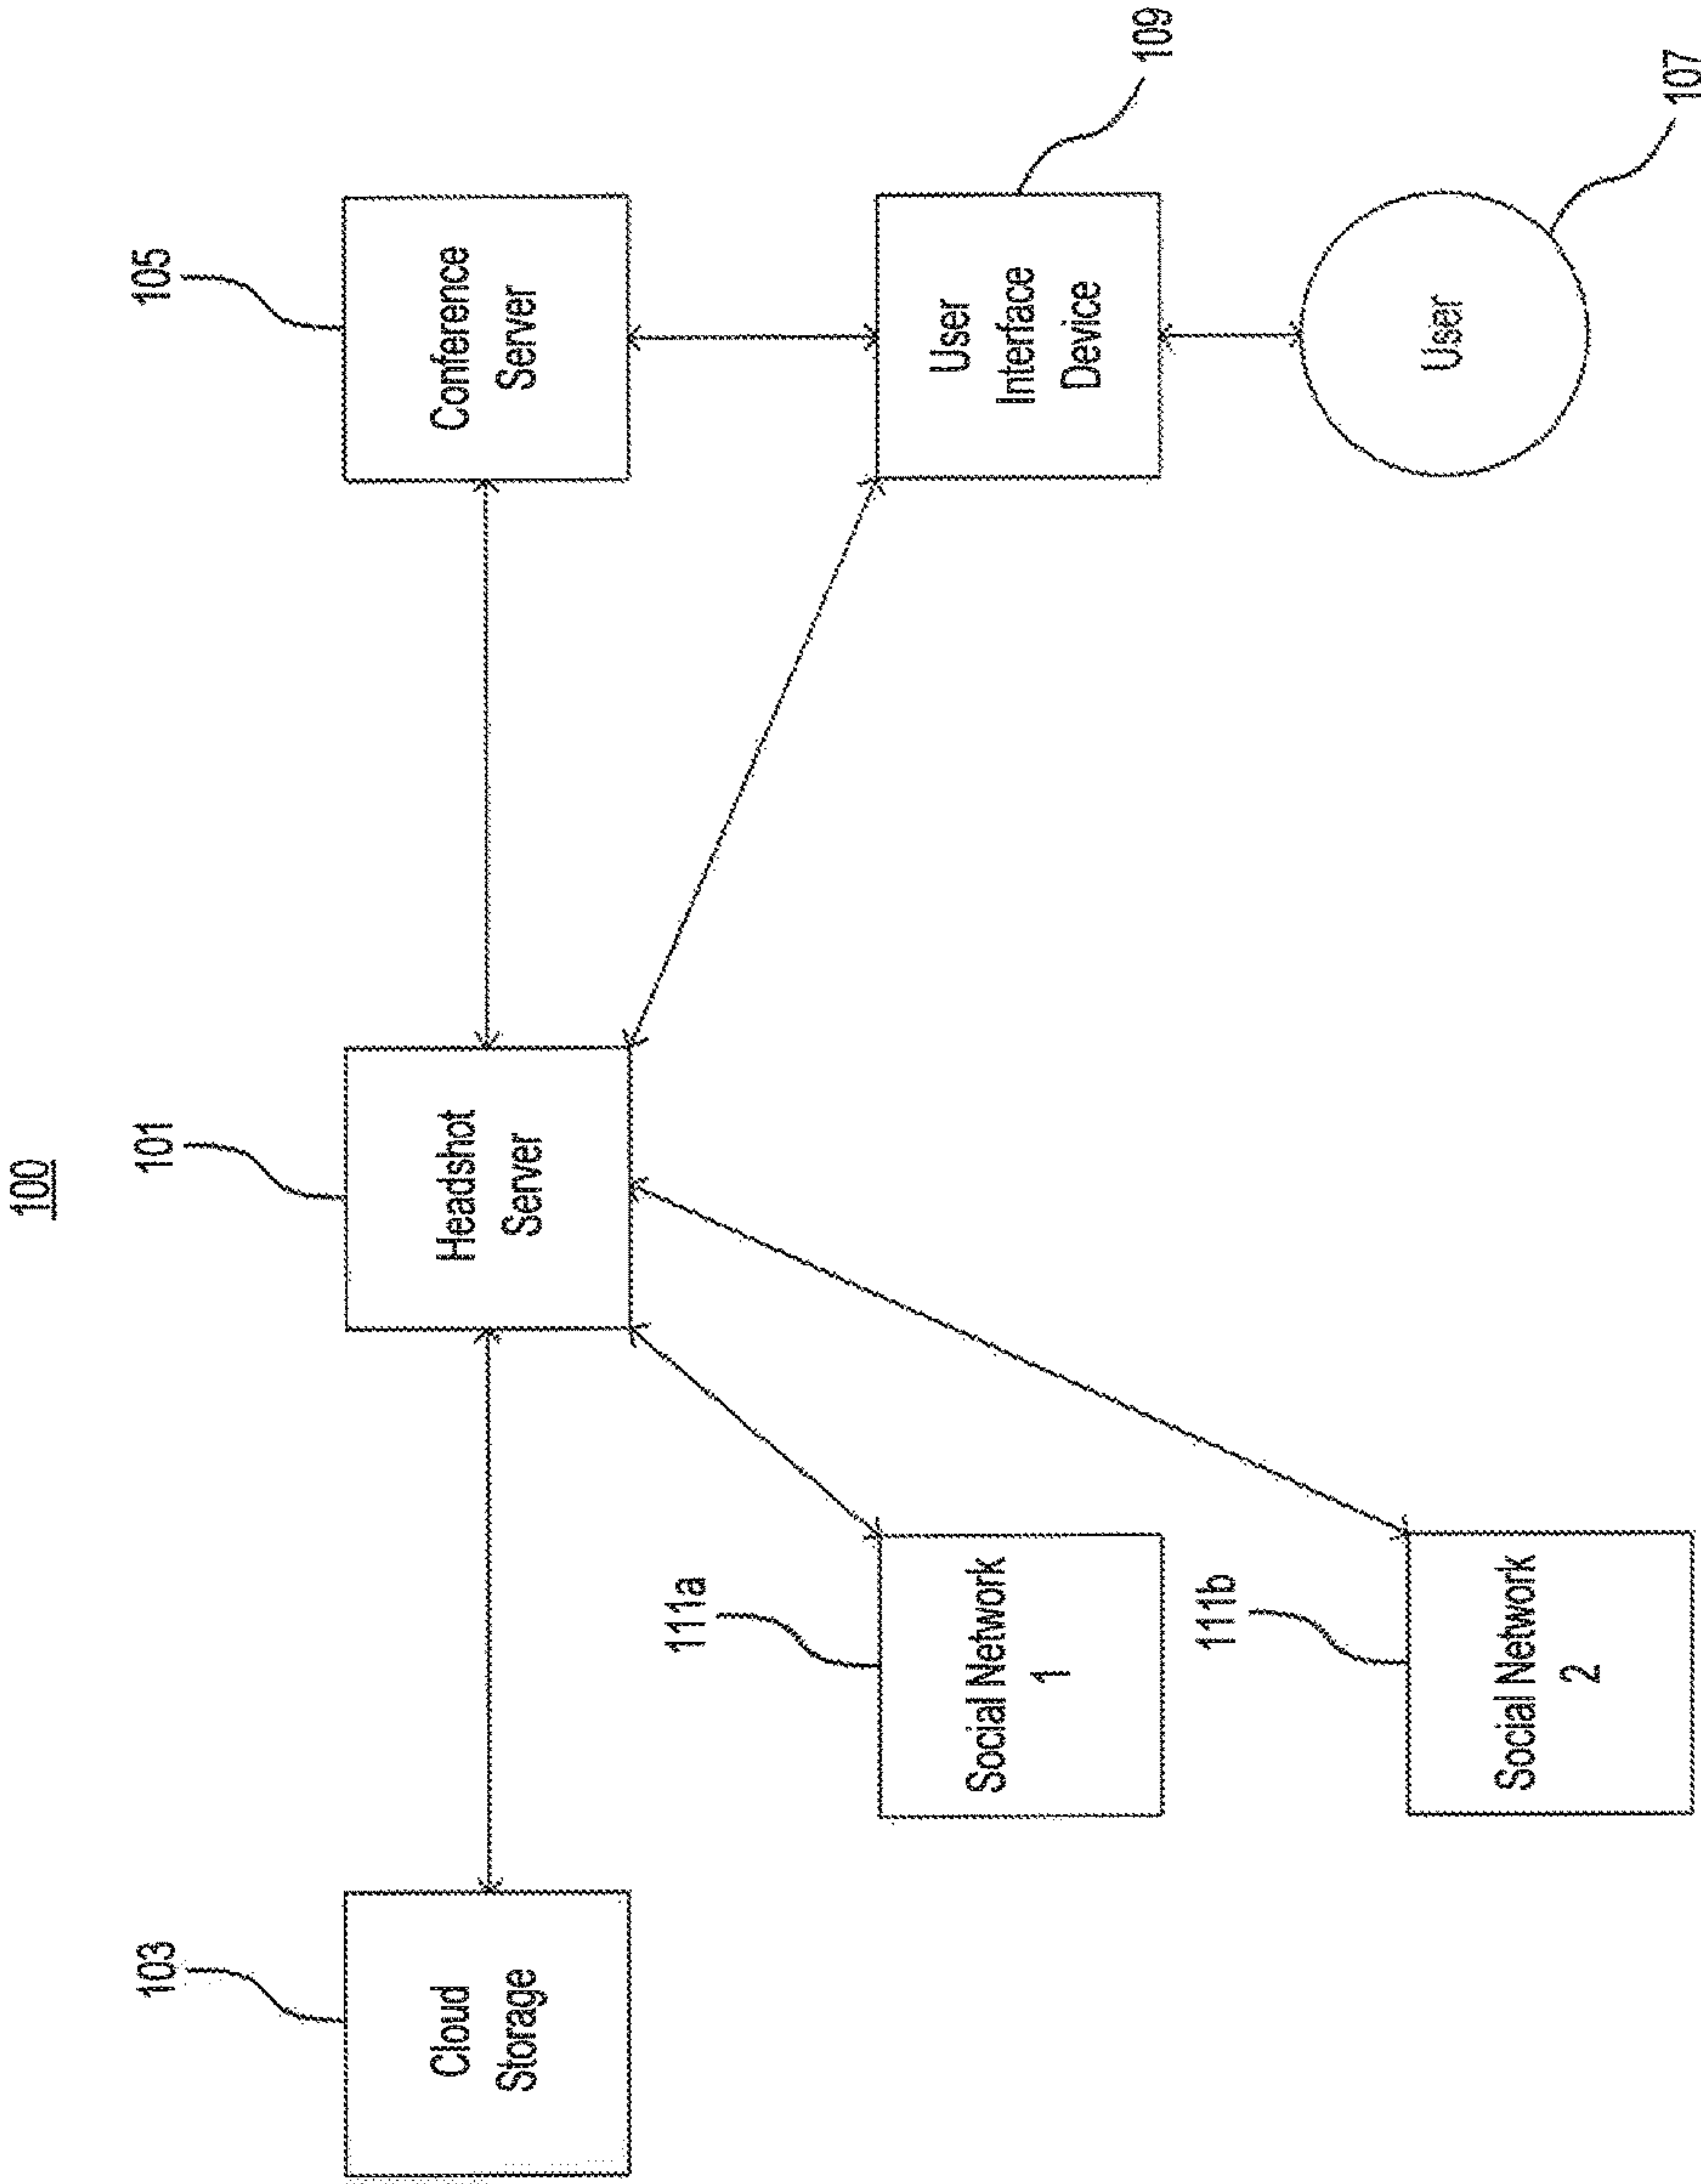 100
103
101
105
Cloud
Storage
Headshot
Server
Conference
Server
111a
Social Network
1
User
Interface
Device
109
111b
Social Network
2
User
107